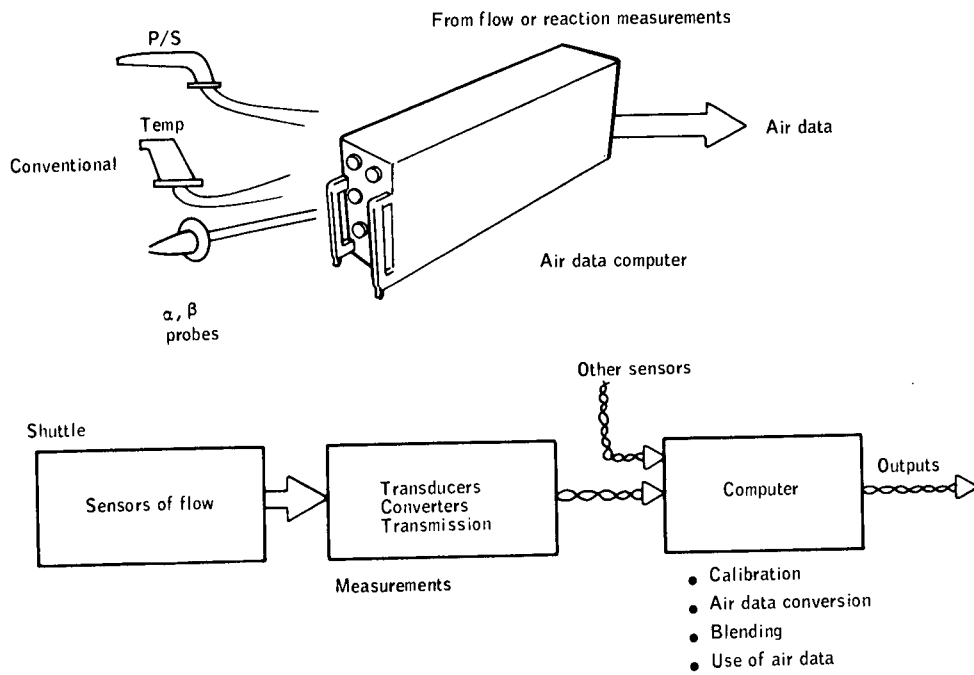 From flow or reaction measurements
P/S
Temp
Conventional
Air data
Air data computer
α, β
probes
Other sensors
Shuttle
Sensors of flow
Transducers
Converters
Transmission
Computer
Outputs
Measurements
• Calibration
• Air data conversion
• Blending
• Use of air data